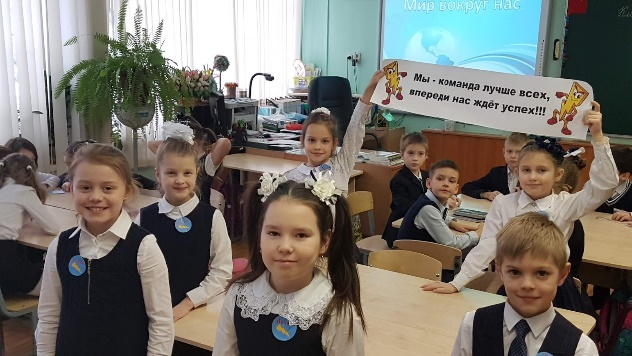 Мир вокруг нас
Мы - команда лучше всех,
впереди нас ждёт успех!!!